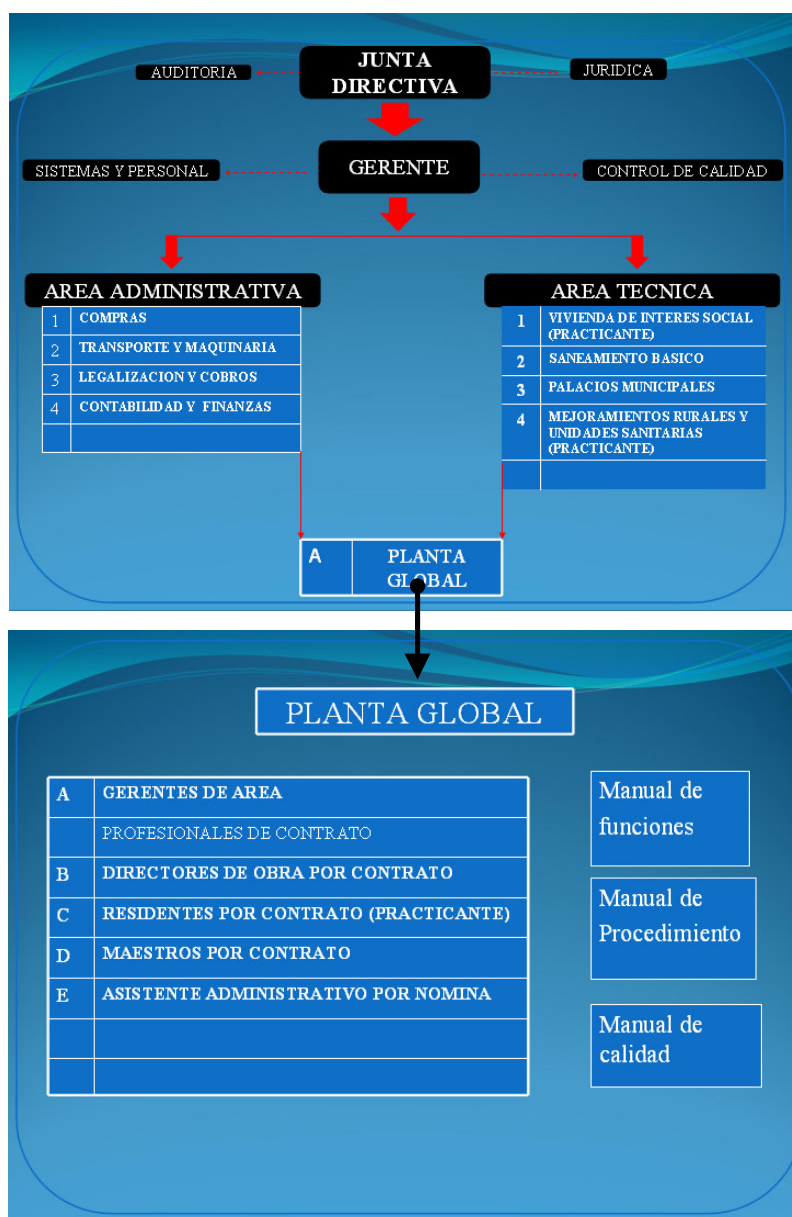 JUNTA
DIRECTIVA
AUDITORIA
JURIDICA
GERENTE
SISTEMAS Y PERSONAL
CONTROL DE CALIDAD
AREA ADMINISTRATIVA
1 COMPRAS
2 TRANSPORTE Y MAQUINARIA
3 LEGALIZACION Y COBROS
4 CONTABILIDAD Y FINANZAS
AREA TECNICA
1 VIVIENDA DE INTERES SOCIAL
(PRACTICANTE)
2 SANEAMIENTO BASICO
3 PALACIOS MUNICIPALES
4 MEJORAMIENTOS RURALES Y
UNIDADES SANITARIAS
(PRACTICANTE)
A PLANTA
GLOBAL
PLANTA GLOBAL
A GERENTES DE AREA
PROFESIONALES DE CONTRATO
B DIRECTORES DE OBRA POR CONTRATO
C RESIDENTES POR CONTRATO (PRACTICANTE)
D MAESTROS POR CONTRATO
E ASISTENTE ADMINISTRATIVO POR NOMINA
Manual de
funciones
Manual de
Procedimiento
Manual de
calidad